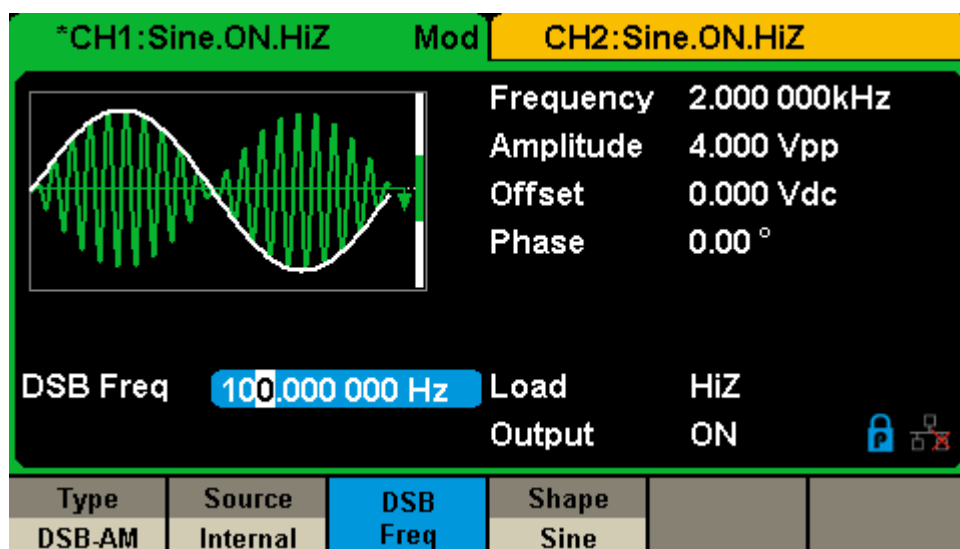 *CH1:Sine.ON.HiZ Mod CH2:Sine.ON.HiZ
Frequency 2.000 000kHz
Amplitude 4.000 Vpp
Offset 0.000 Vdc
Phase 0.00 °
DSB Freq 100.000 000 Hz Load HiZ
Output ON P
Type Source DSB Freq Shape
DSB-AM Internal Sine